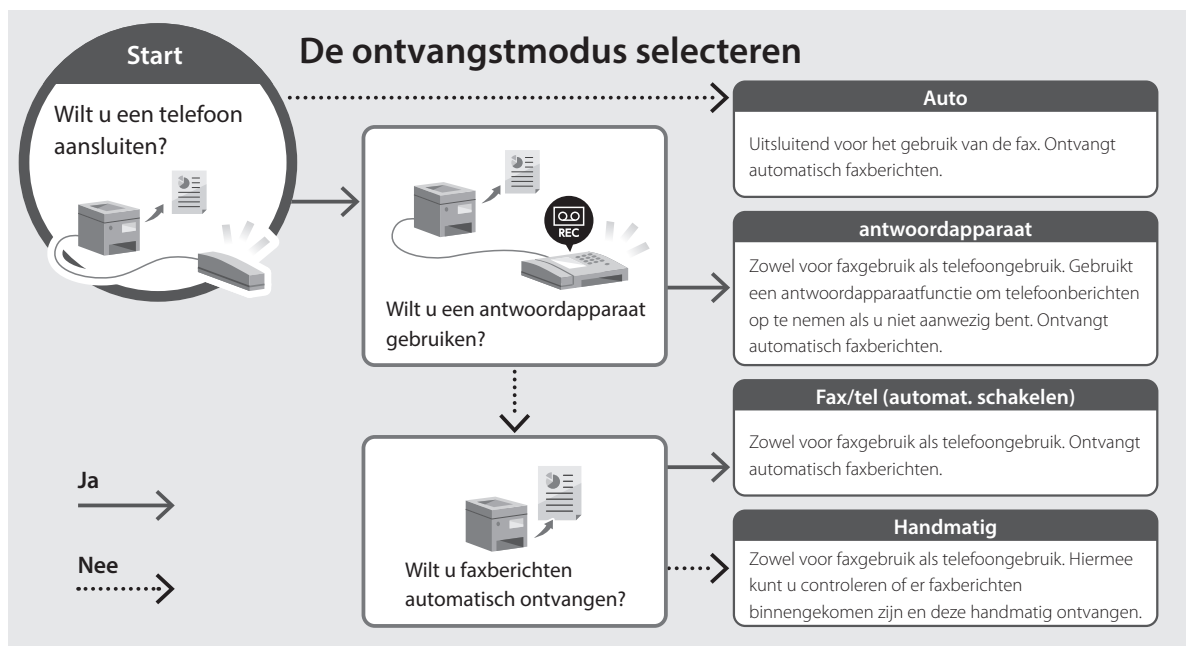 De ontvangstmodus selecteren
Start
Wilt u een telefoon
aansluiten?
REC
Wilt u een antwoordapparaat
gebruiken?
Wilt u faxberichten
automatisch ontvangen?
Auto
Uitsluitend voor het gebruik van de fax. Ontvangt
automatisch faxberichten.
antwoordapparaat
Zowel voor faxgebruik als telefoongebruik. Gebruikt
een antwoordapparaatfunctie om telefoonberichten
op te nemen als u niet aanwezig bent. Ontvangt
automatisch faxberichten.
Fax/tel (automat. schakelen)
Zowel voor faxgebruik als telefoongebruik. Ontvangt
automatisch faxberichten.
Handmatig
Zowel voor faxgebruik als telefoongebruik. Hiermee
kunt u controleren of er faxberichten
binnengekomen zijn en deze handmatig ontvangen.
Ja
Nee